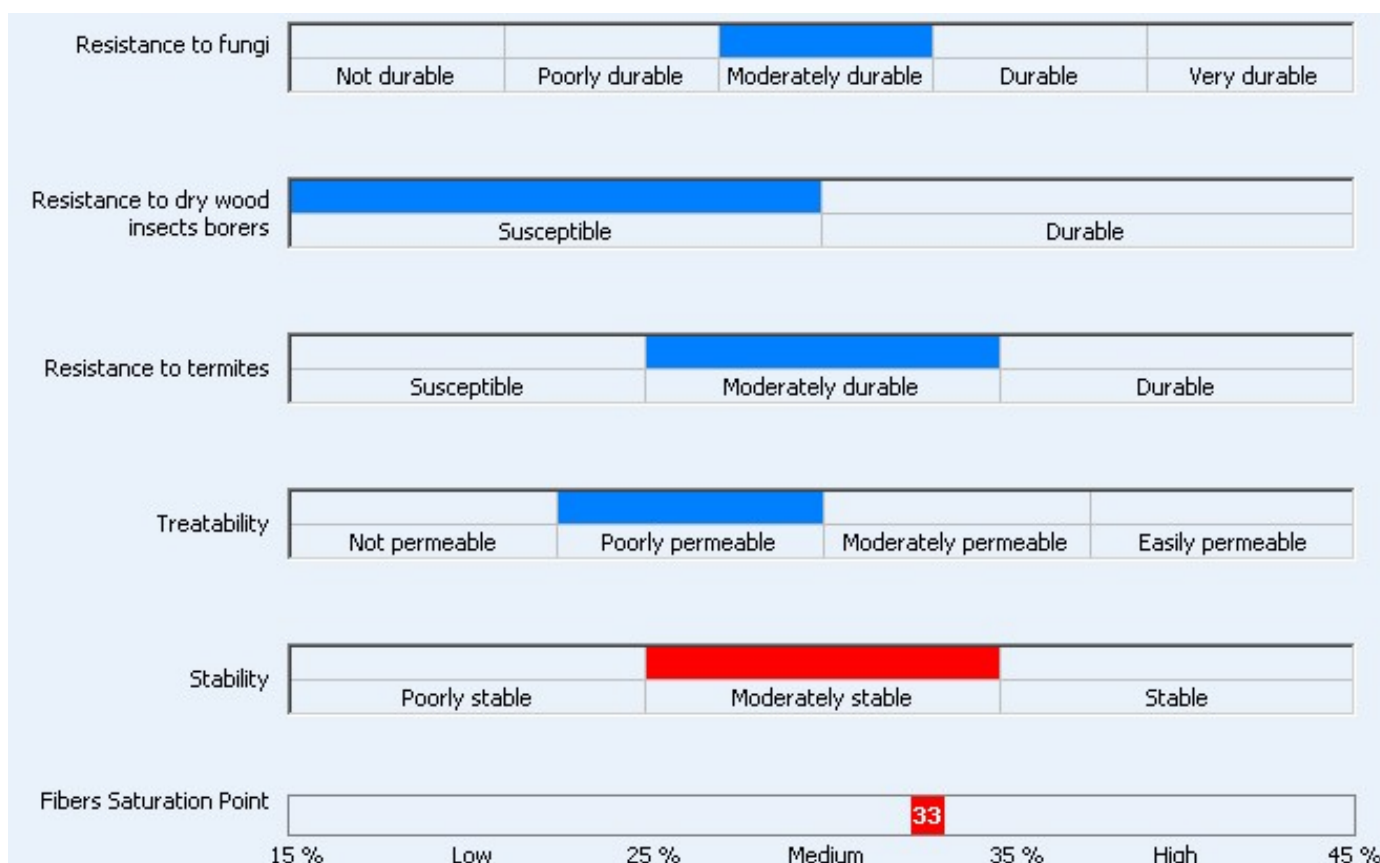 Resistance to fungi
Not durable Poorly durable Moderately durable Durable Very durable
Resistance to dry wood
insects borers
Susceptible Durable
Resistance to termites
Susceptible Moderately durable Durable
Treatability
Not permeable Poorly permeable Moderately permeable Easily permeable
Stability
Poorly stable Moderately stable Stable
Fibers Saturation Point
33
15 % Low 25 % Medium 35 % High 45 %